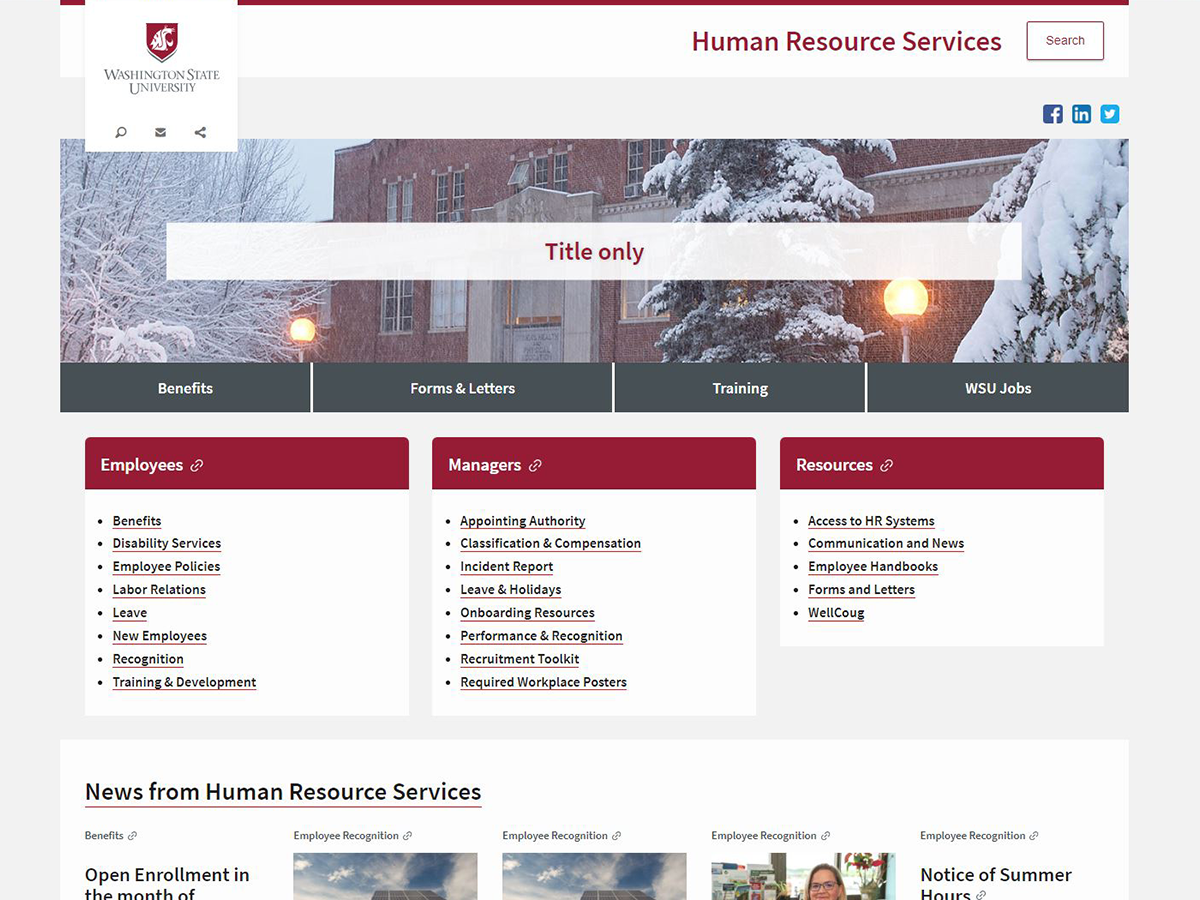 Washington State
University
Human Resource Services
Search
Title only
Benefits
Forms & Letters
Training
WSU Jobs
Employees
Benefits
Disability Services
Employee Policies
Labor Relations
Leave
New Employees
Recognition
Training & Development
Managers
Appointing Authority
Classification & Compensation
Incident Report
Leave & Holidays
Onboarding Resources
Performance & Recognition
Recruitment Toolkit
Required Workplace Posters
Resources
Access to HR Systems
Communication and News
Employee Handbooks
Forms and Letters
WellCoug
News from Human Resource Services
Benefits
Open Enrollment in
the month of
Employee Recognition
Employee Recognition
Employee Recognition
Employee Recognition
Notice of Summer
Hours